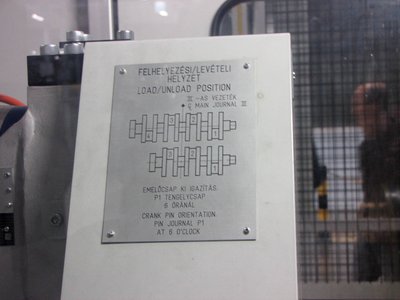 FELHELYEZÉSI/LEVÉTELI
HELYZET
LOAD/UNLOAD POSITION
III -AS VEZETÉK
MAIN JOURNAL III
EMELŐCSAP KI IGAZÍTÁS
P1 TENGELYCSAP
6 ÓRÁNÁL
CRANK PIN ORIENTATION
PIN JOURNAL P1
AT 6 O'CLOCK